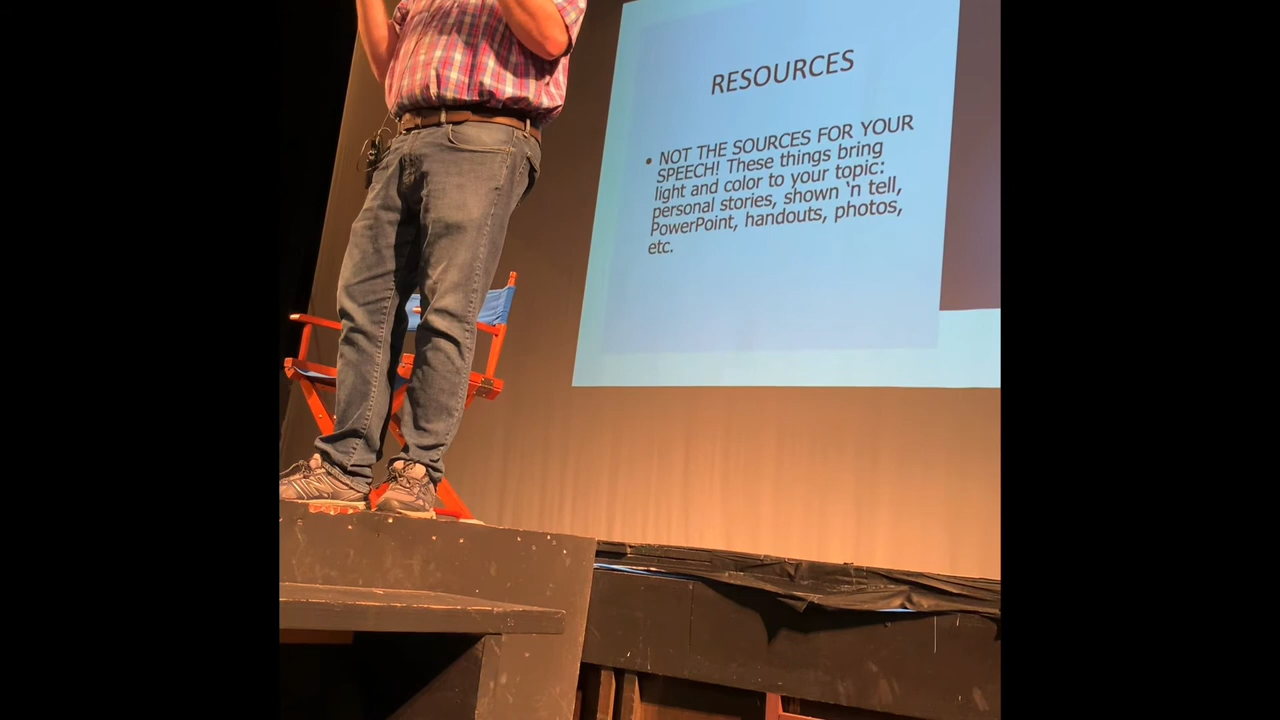 RESOURCES
• NOT THE SOURCES FOR YOUR
SPEECH! These things bring
light and color to your topic:
personal stories, shown 'n tell,
PowerPoint, handouts, photos,
etc.